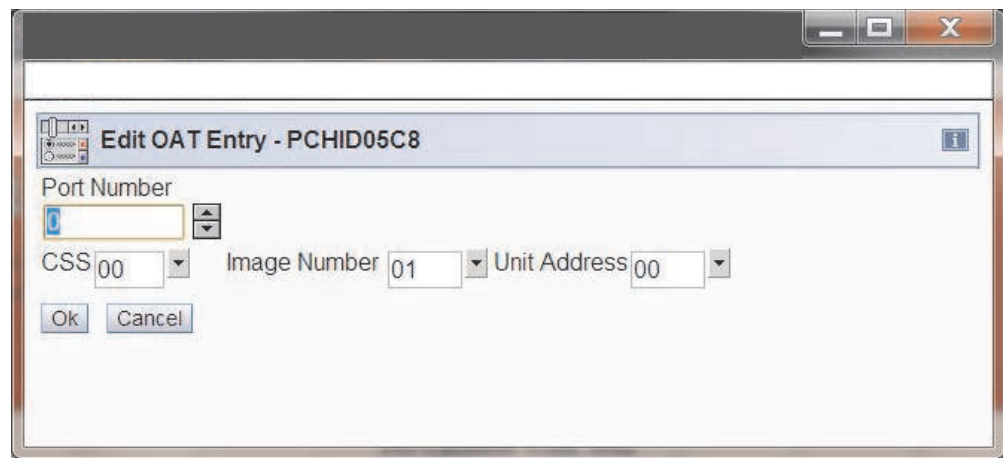 Edit OAT Entry - PCHID05C8
Port Number
0
CSS 00 Image Number 01 Unit Address 00
Ok Cancel